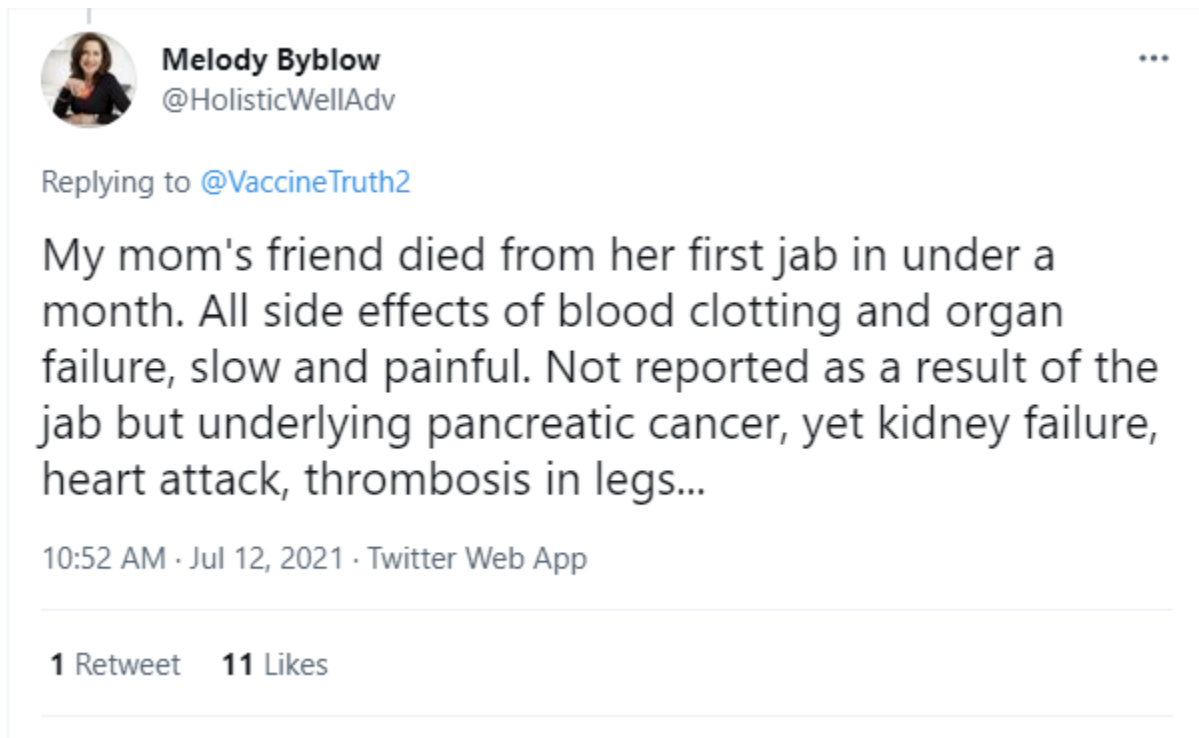 Melody Byblow
@HolisticWellAdv
Replying to @VaccineTruth2
My mom's friend died from her first jab in under a
month. All side effects of blood clotting and organ
failure, slow and painful. Not reported as a result of the
jab but underlying pancreatic cancer, yet kidney failure,
heart attack, thrombosis in legs...
10:52 AM · Jul 12, 2021 · Twitter Web App
1 Retweet 11 Likes